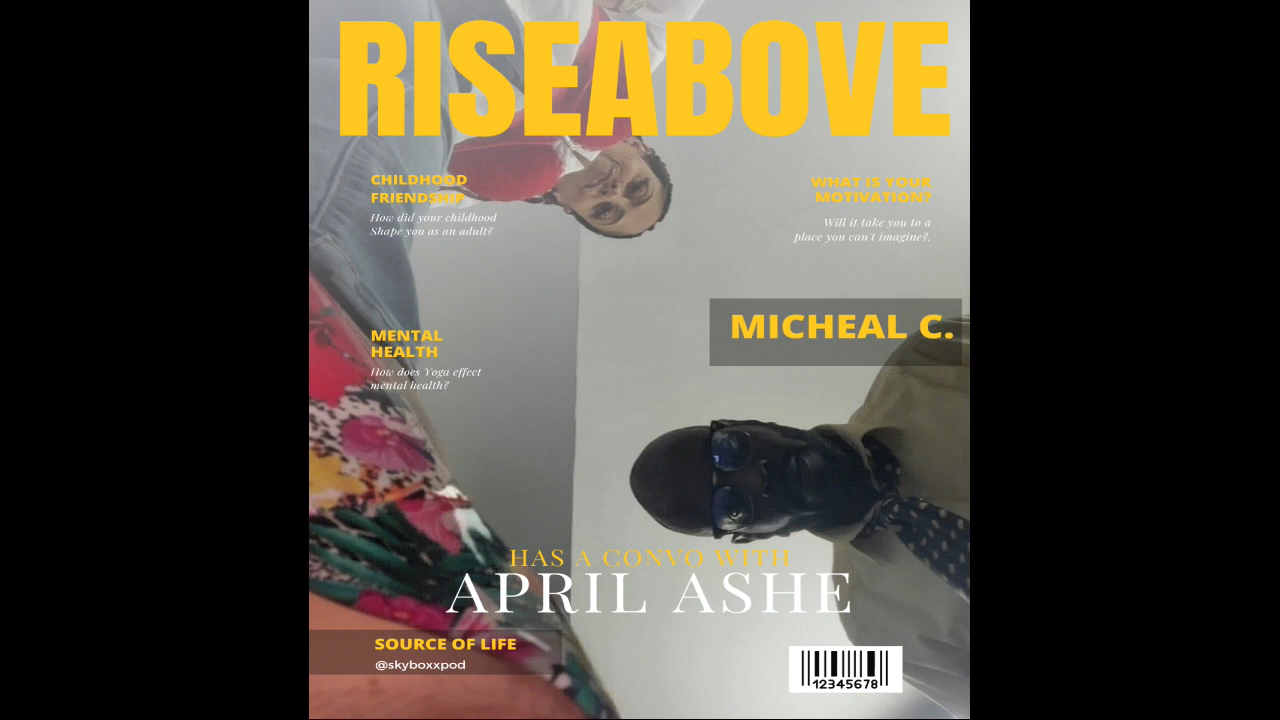 RISEABOVE
CHILDHOOD
FRIENDSHIP
How did your childhood
Shape you as an adult?
WHAT IS YOUR
MOTIVATION?
Will it take you to a
place you can't imagine?.
MICHEAL C.
MENTAL
HEALTH
How does Yoga effect
mental health?
HAS A CONVO WITH
APRIL ASHE
SOURCE OF LIFE
@skyboxxpod
12345678